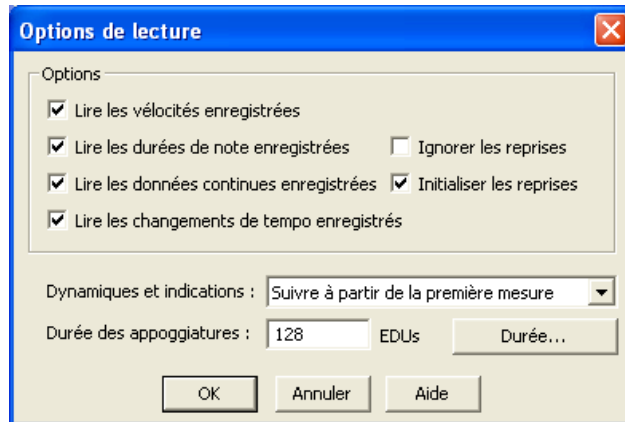 Options de lecture
Options
Lire les vélocités enregistrées
Lire les durées de note enregistrées Ignorer les reprises
Lire les données continues enregistrées Initialiser les reprises
Lire les changements de tempo enregistrés
Dynamiques et indications : Suivre à partir de la première mesure
Durée des appoggiatures : 128 EDUs Durée...
OK Annuler Aide